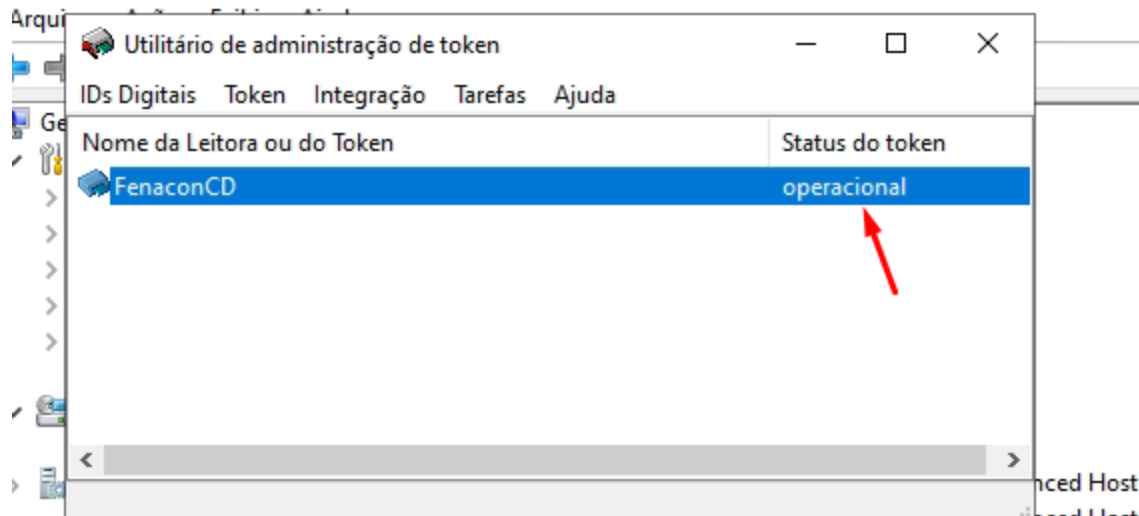 Utilitário de administração de token
IDs Digitais Token Integração Tarefas Ajuda
Ge
Nome da Leitora ou do Token Status do token
FenaconCD operacional
nced Host